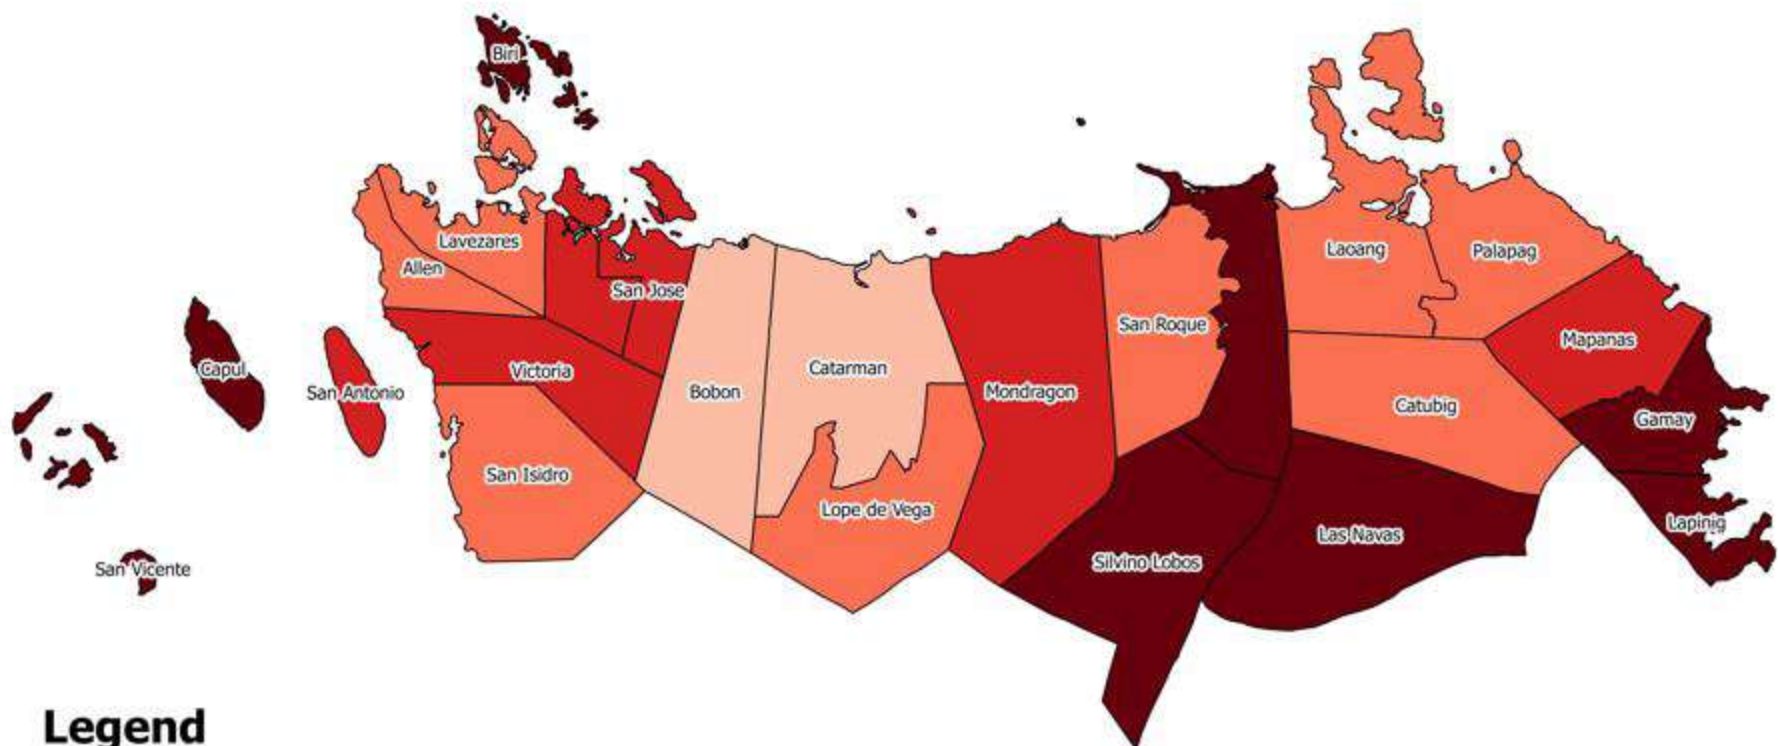 Biri
Lavezares
Allen
Laoang
Palapag
San Jose
San Roque
Mapanas
Capul
Victoria
Catarman
San Antonio
Bobon
Mondragon
Catubig
Gamay
San Isidro
Lope de Vega
Lapinig
Las Navas
Silvino Lobos
San Vicente
Legend